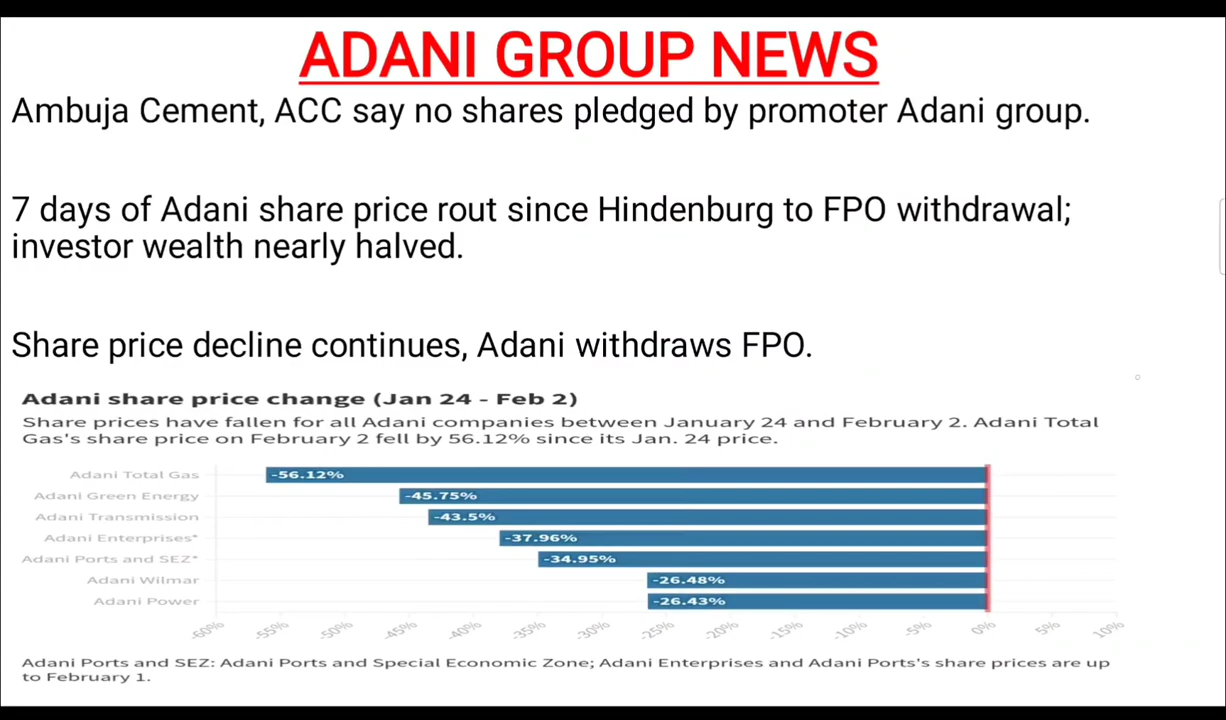 ADANI GROUP NEWS
Ambuja Cement, ACC say no shares pledged by promoter Adani group.
7 days of Adani share price rout since Hindenburg to FPO withdrawal;
investor wealth nearly halved.
Share price decline continues, Adani withdraws FPO.
Adani share price change (Jan 24 - Feb 2)
Share prices have fallen for all Adani companies between January 24 and February 2. Adani Total
Gas's share price on February 2 fell by 56.12% since its Jan. 24 price.
Adani Total Gas -56.12%
Adani Green Energy -45.75%
Adani Transmission -43.5%
Adani Enterprises* -37.96%
Adani Ports and SEZ* -34.95%
Adani Wilmar -26.48%
Adani Power -26.43%
-60% -55% -50% -45% -40% -35% -30% -25% -20% -15% -10% -5% 0% 5% 10%
Adani Ports and SEZ: Adani Ports and Special Economic Zone; Adani Enterprises and Adani Ports's share prices are up
to February 1.